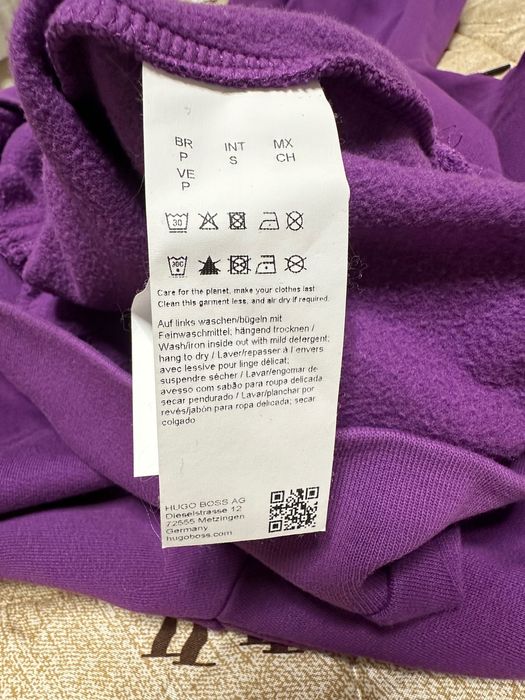 BR INT MX
P S CH
VE
P
30
30C
Care for the planet, make your clothes last
Clean this garment less, and air dry if required.
Auf links waschen/bügeln mit
Feinwaschmittel; hängend trocknen /
Wash/iron inside out with mild detergent;
hang to dry / Laver/repasser à l'envers
avec lessive pour linge délicat;
suspendre sécher / Lavar/engomar de
avesso com sabão para roupa delicada
secar pendurado / Lavar/planchar por
revés/jabón para ropa delicada; secar
colgado
HUGO BOSS AG
Dieselstrasse 12
72555 Metzingen
Germany
hugoboss.com